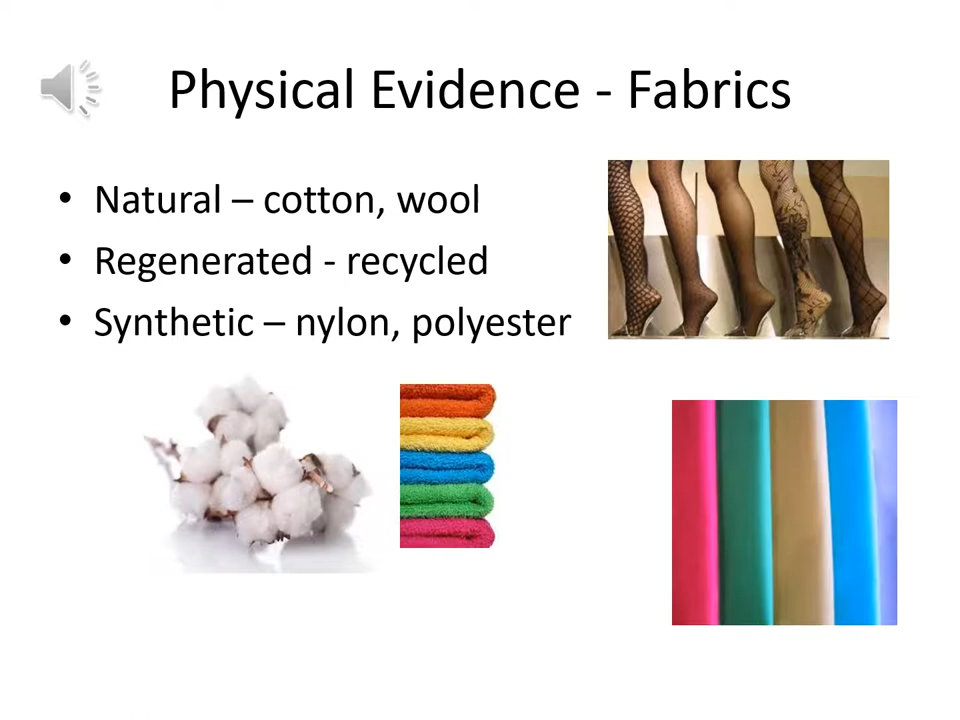 Physical Evidence - Fabrics
• Natural – cotton, wool
• Regenerated - recycled
• Synthetic – nylon, polyester